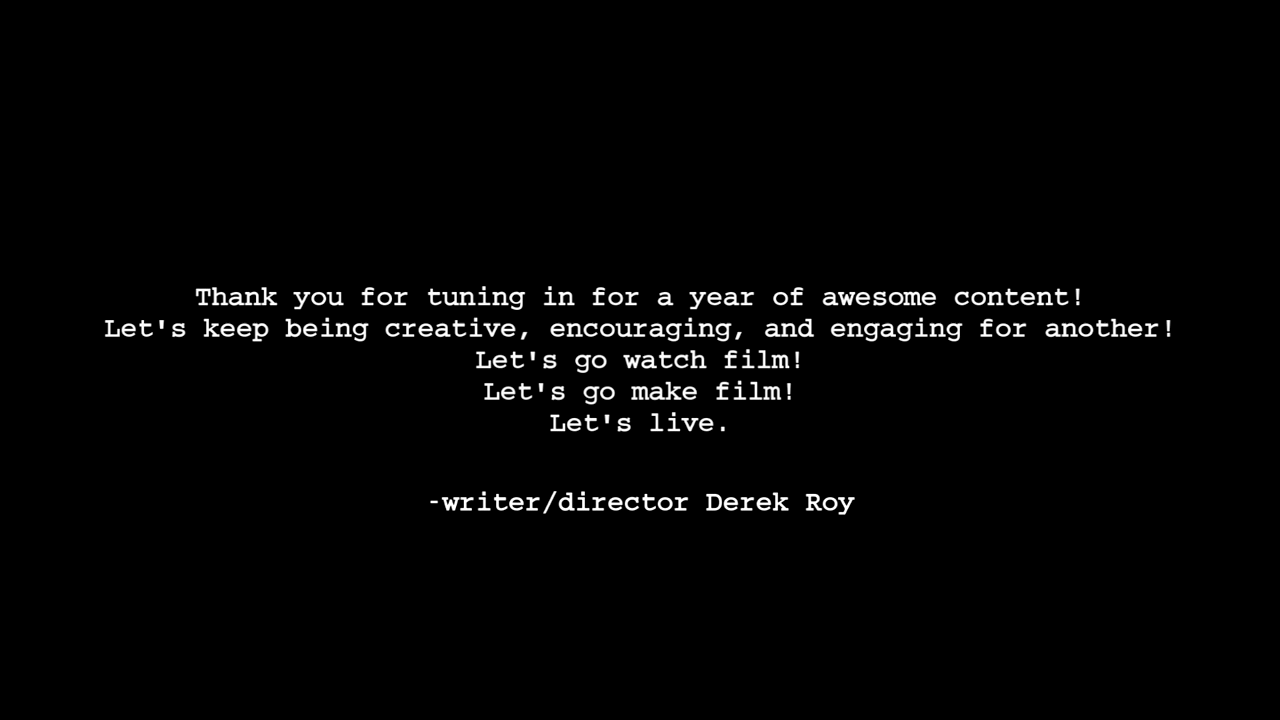 Thank you for tuning in for a year of awesome content!
Let's keep being creative, encouraging, and engaging for another!
Let's go watch film!
Let's go make film!
Let's live.
-writer/director Derek Roy